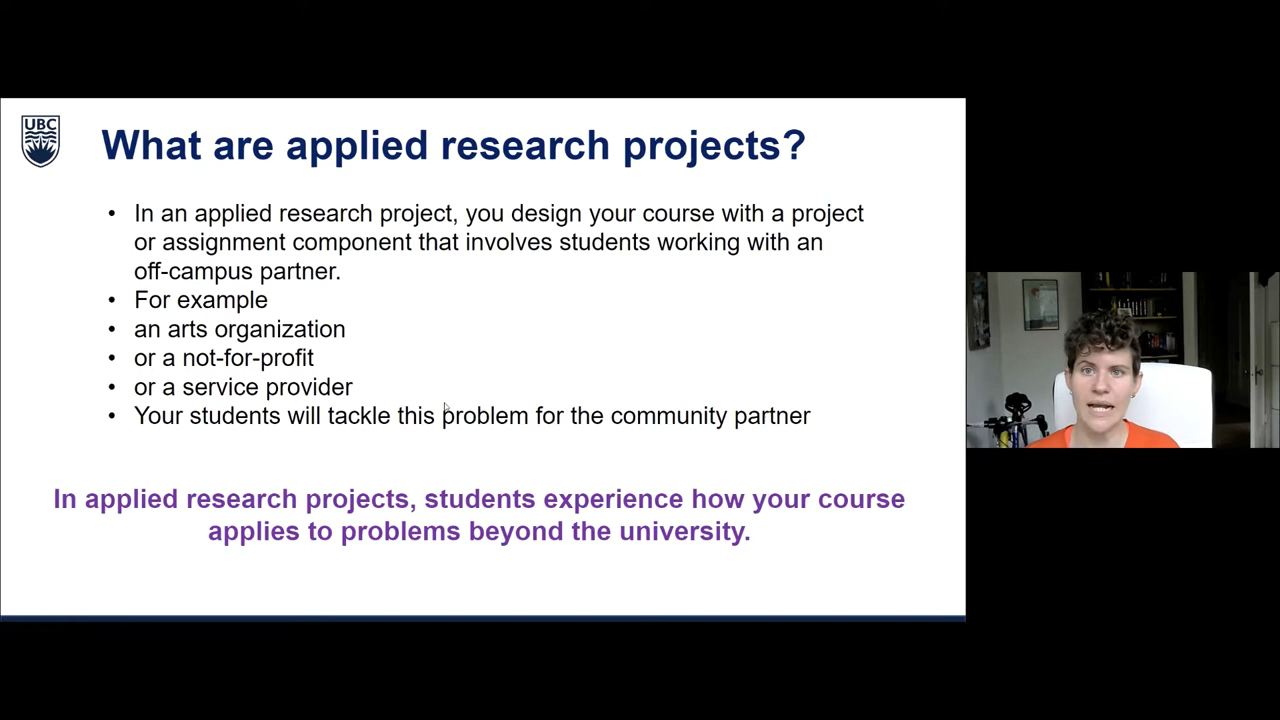 UBC
What are applied research projects?
• In an applied research project, you design your course with a project
or assignment component that involves students working with an
off-campus partner.
• For example
• an arts organization
• or a not-for-profit
• or a service provider
• Your students will tackle this problem for the community partner
In applied research projects, students experience how your course
applies to problems beyond the university.